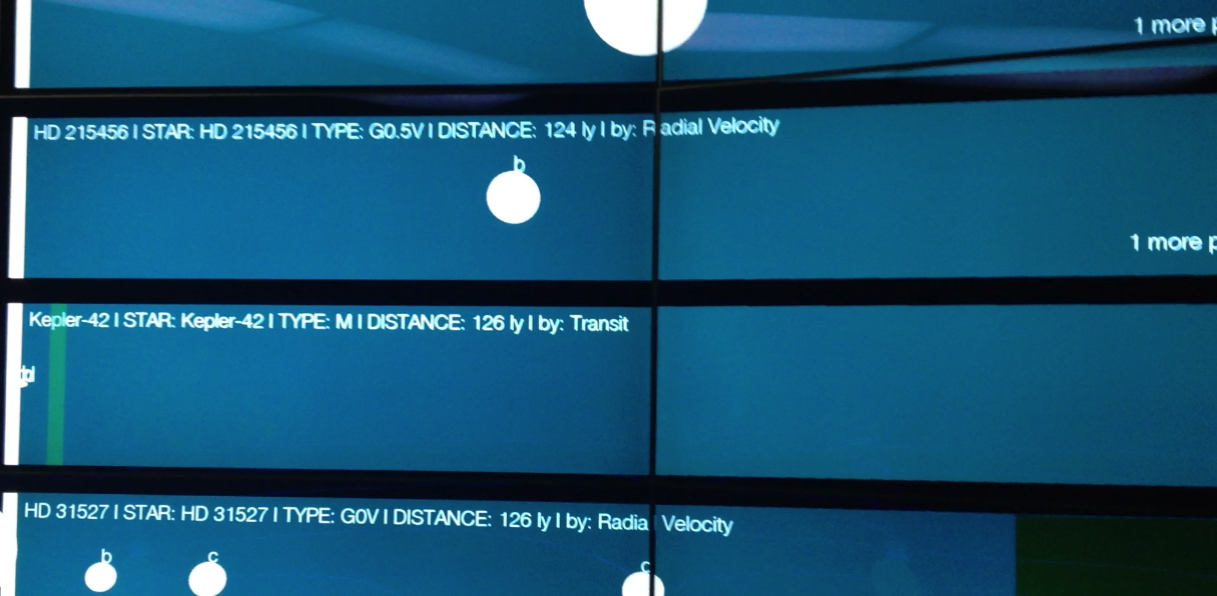 1 more
HD 215456 | STAR: HD 215456 | TYPE: G0.5V | DISTANCE: 124 ly | by: Radial Velocity
b
1 more
Kepler-42 | STAR: Kepler-42 | TYPE: M | DISTANCE: 126 ly | by: Transit
d
HD 31527 | STAR: HD 31527 | TYPE: G0V | DISTANCE: 126 ly | by: Radial Velocity
b c c